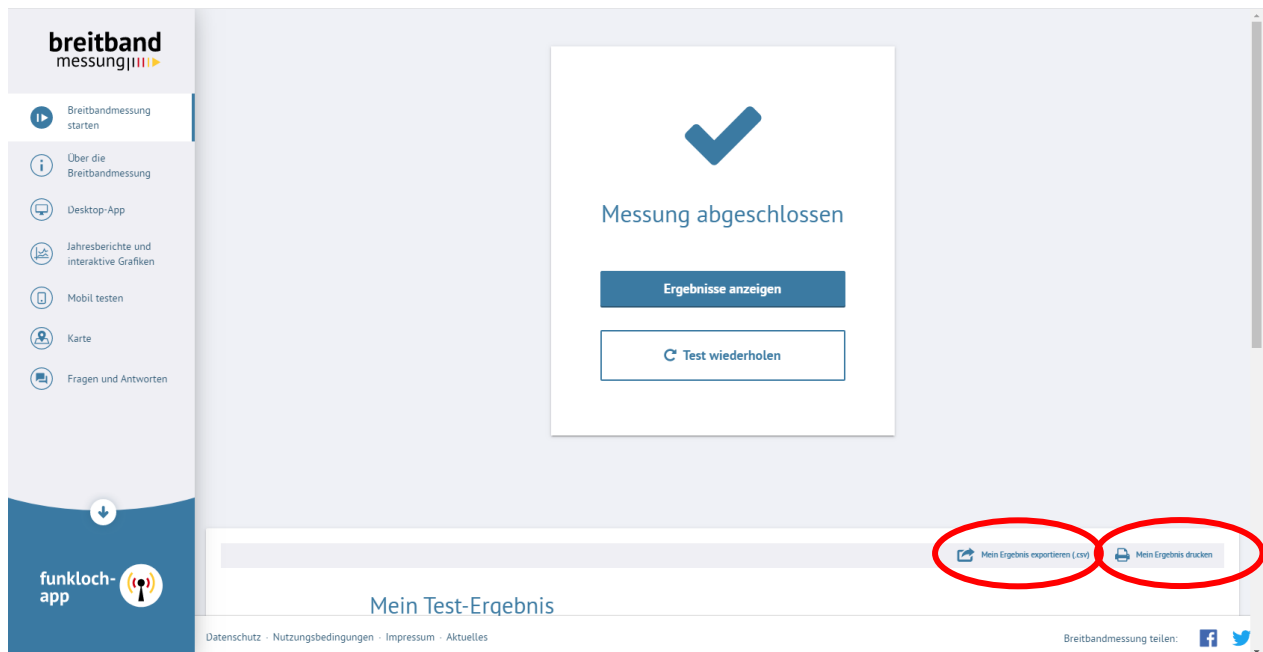 breitband
messung
Breitbandmessung
starten
Über die
Breitbandmessung
Desktop-App
Jahresberichte und
interaktive Grafiken
Mobil testen
Karte
Fragen und Antworten
funkloch-
app
Messung abgeschlossen
Ergebnisse anzeigen
Test wiederholen
Mein Ergebnis exportieren (.csv)
Mein Ergebnis drucken
Mein Test-Ergebnis
Datenschutz · Nutzungsbedingungen · Impressum · Aktuelles
Breitbandmessung teilen: